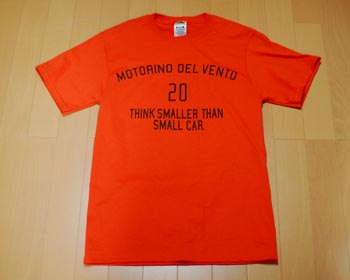 MOTORINO DEL VENTO
20
THINK SMALLER THAN
SMALL CAR.